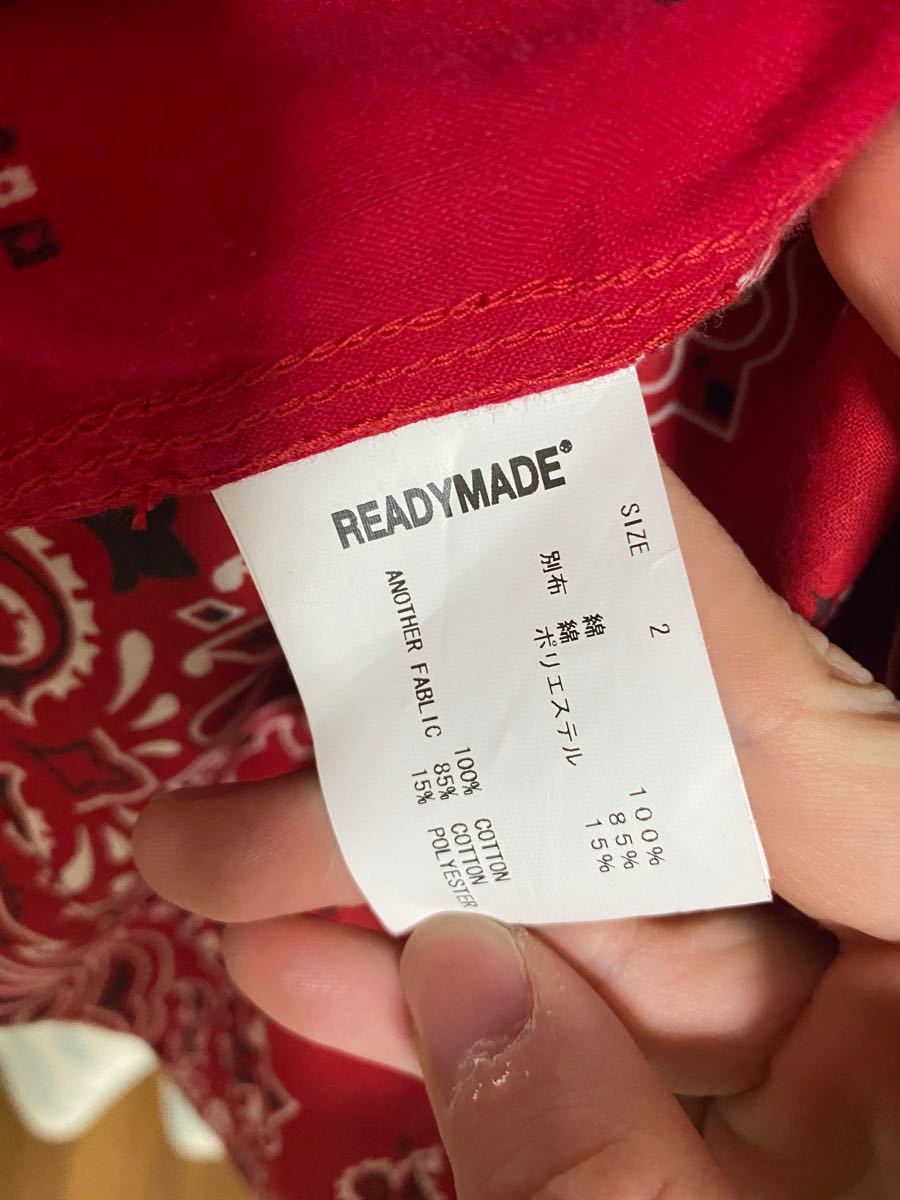 READYMADE
SIZE 2
綿 100%
別布 綿 85%
ポリエステル 15%
100% COTTON
ANOTHER FABLIC 85% COTTON
15% POLYESTER